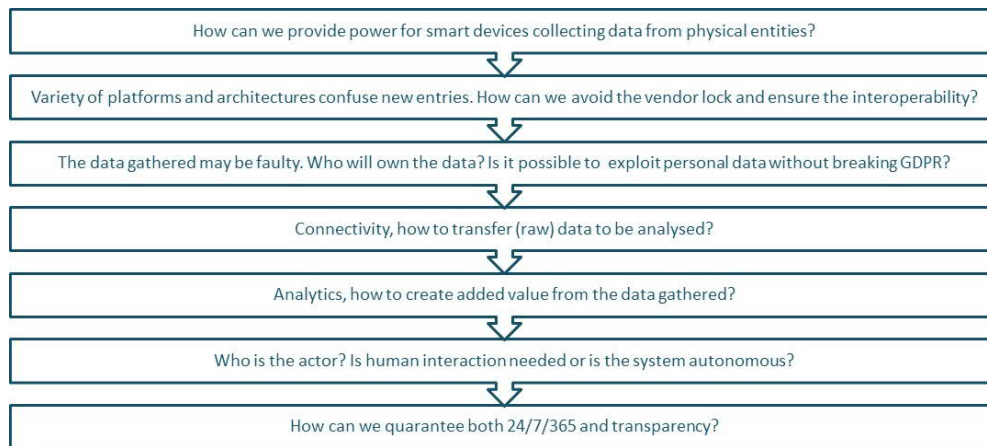 How can we provide power for smart devices collecting data from physical entities?
Variety of platforms and architectures confuse new entries. How can we avoid the vendor lock and ensure the interoperability?
The data gathered may be faulty. Who will own the data? Is it possible to exploit personal data without breaking GDPR?
Connectivity, how to transfer (raw) data to be analysed?
Analytics, how to create added value from the data gathered?
Who is the actor? Is human interaction needed or is the system autonomous?
How can we quarantee both 24/7/365 and transparency?